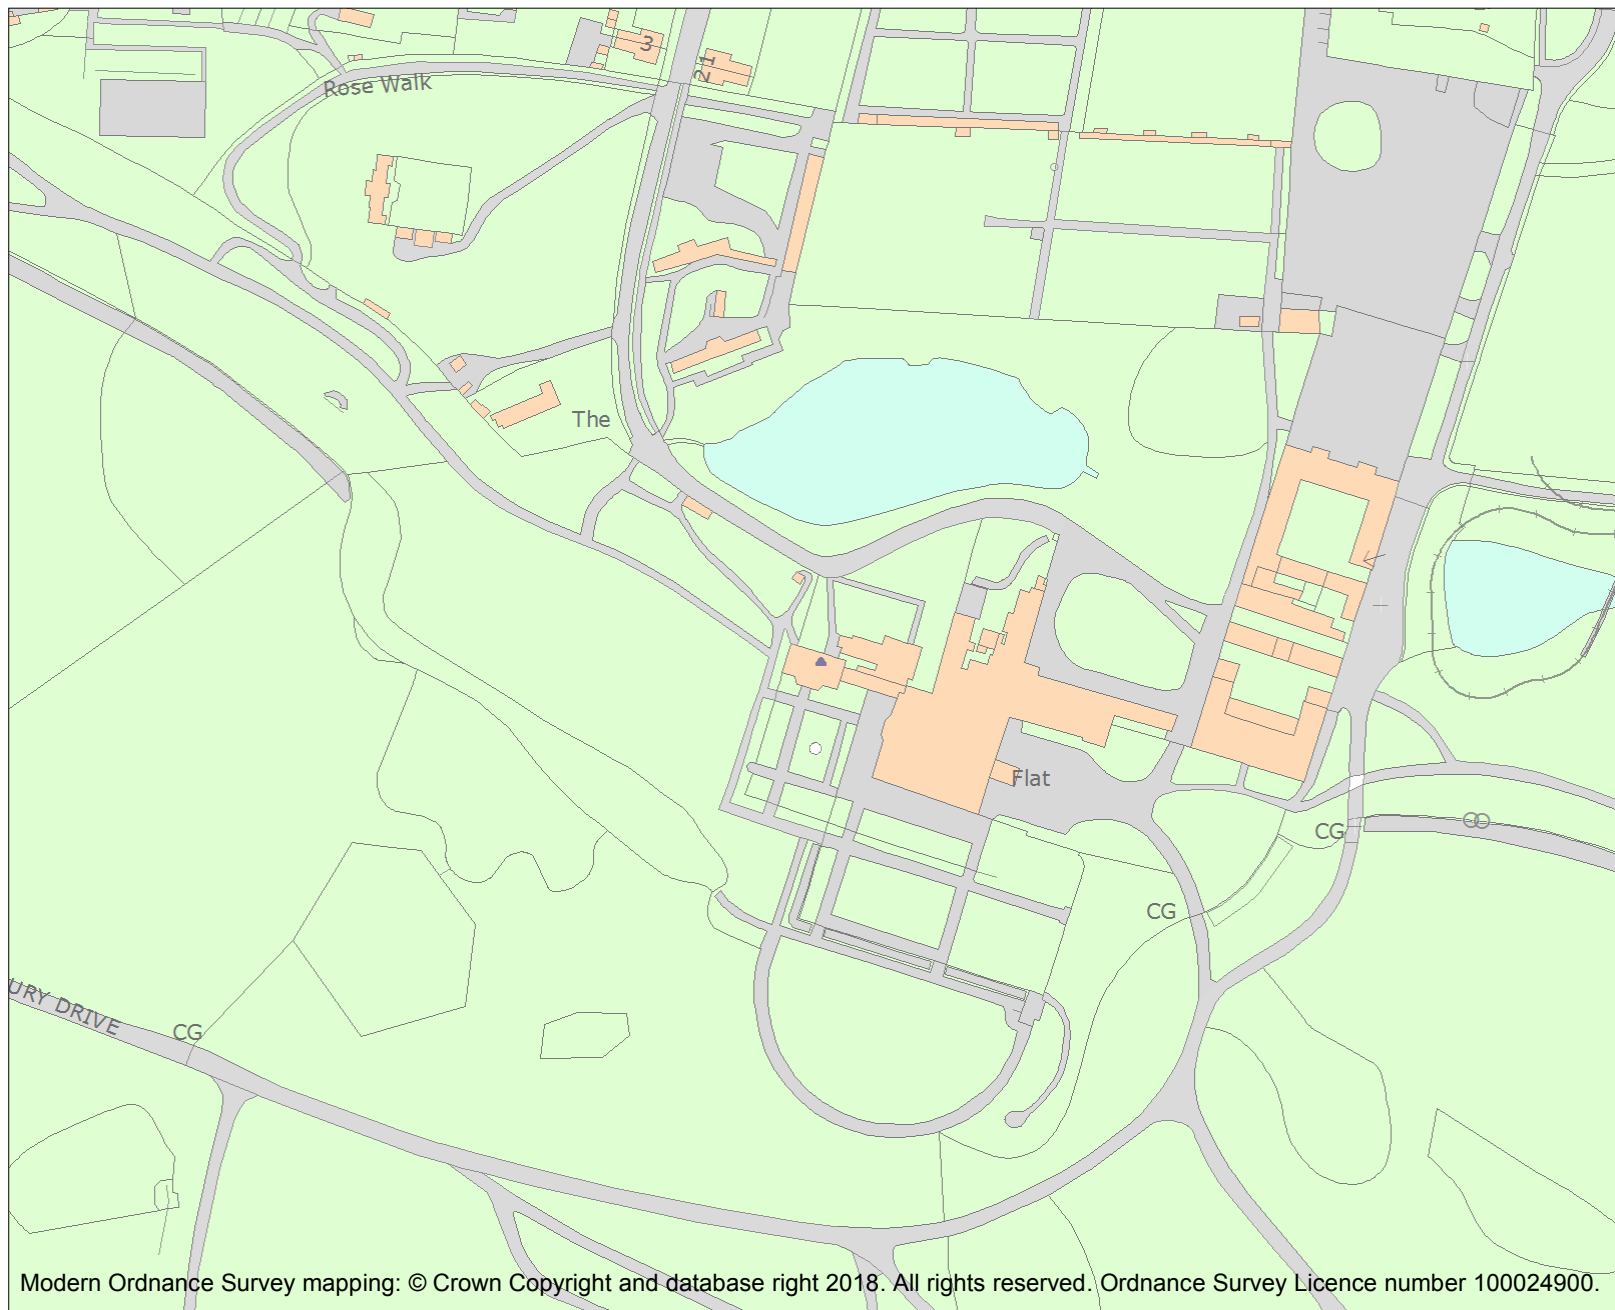 3
21
Rose Walk
The
Flat
CG
CG
URY DRIVE
CG
Modern Ordnance Survey mapping: © Crown Copyright and database right 2018. All rights reserved. Ordnance Survey Licence number 100024900.